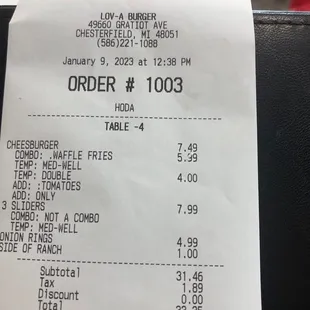 LOV-A BURGER
49660 GRATIOT AVE
CHESTERFIELD, MI 48051
(586)221-1088
January 9, 2023 at 12:38 PM
ORDER # 1003
HODA
TABLE -4
CHEESBURGER 7.49
COMBO: .WAFFLE FRIES 5.99
TEMP: MED-WELL
TEMP: DOUBLE 4.00
ADD: :TOMATOES
ADD: ONLY
3 SLIDERS 7.99
COMBO: NOT A COMBO
TEMP: MED-WELL
ONION RINGS 4.99
SIDE OF RANCH 1.00
Subtotal 31.46
Tax 1.89
Discount 0.00
Total 33.35